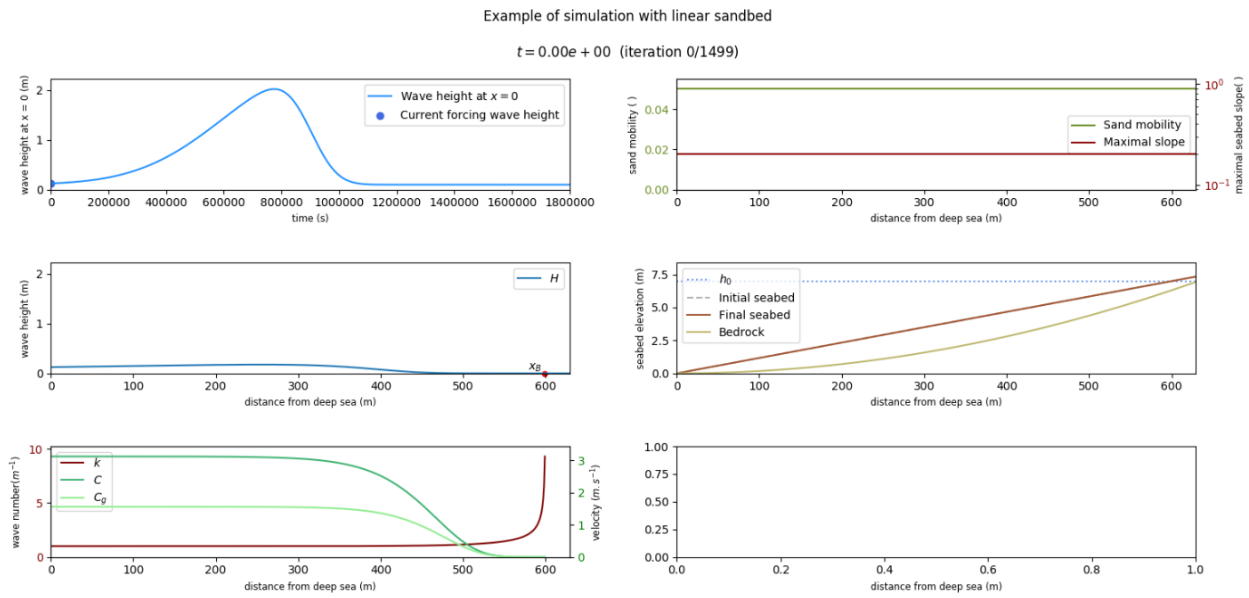 Example of simulation with linear sandbed
t = 0.00e + 00 (iteration 0/1499)
wave height at x = 0 (m)
2
1
0
Wave height at x = 0
Current forcing wave height
0 200000 400000 600000 800000 1000000 1200000 1400000 1600000 1800000
time (s)
sand mobility ( )
0.04
0.02
0.00
Sand mobility
Maximal slope
10⁰
10⁻¹
maximal seabed slope( )
0 100 200 300 400 500 600
distance from deep sea (m)
wave height (m)
2
1
0
H
x_B
0 100 200 300 400 500 600
distance from deep sea (m)
seabed elevation (m)
7.5
5.0
2.5
0.0
h₀
Initial seabed
Final seabed
Bedrock
0 100 200 300 400 500 600
distance from deep sea (m)
wave number(m⁻¹)
10
5
0
k
C
C_g
3
2
1
0
velocity (m.s⁻¹)
0 100 200 300 400 500 600
distance from deep sea (m)
1.00
0.75
0.50
0.25
0.00
0.0 0.2 0.4 0.6 0.8 1.0
distance from deep sea (m)